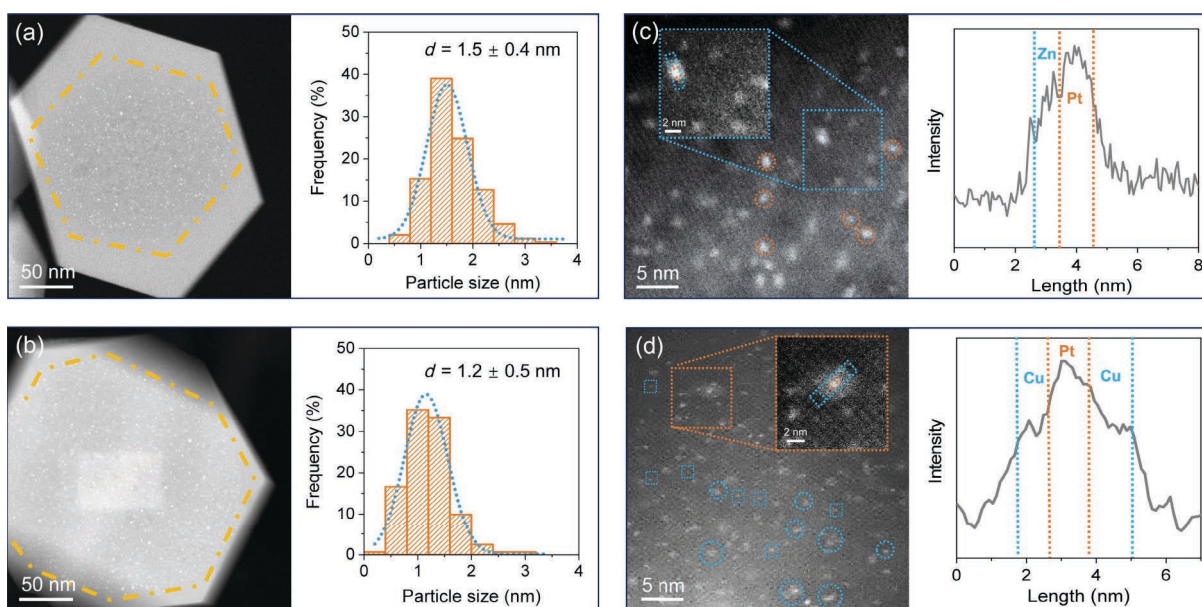 (a)
50 nm
d = 1.5 ± 0.4 nm
Frequency (%)
50
40
30
20
10
0
0 1 2 3 4
Particle size (nm)
(c)
2 nm
5 nm
Zn
Pt
Intensity
0 2 4 6 8
Length (nm)
(b)
50 nm
d = 1.2 ± 0.5 nm
Frequency (%)
50
40
30
20
10
0
0 1 2 3 4
Particle size (nm)
(d)
2 nm
5 nm
Pt
Cu Cu
Intensity
0 2 4 6
Length (nm)